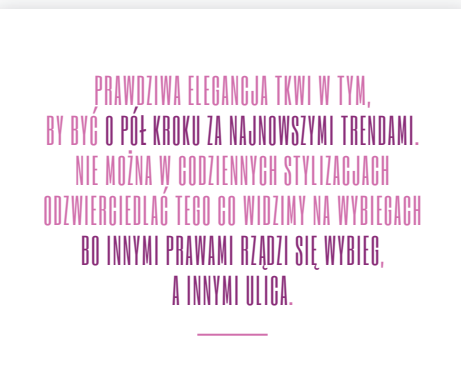 PRAWDZIWA ELEGANCJA TKWI W TYM,
BY BYĆ O PÓŁ KROKU ZA NAJNOWSZYMI TRENDAMI.
NIE MOŻNA W CODZIENNYCH STYLIZACJACH
ODZWIERCIEDLAĆ TEGO CO WIDZIMY NA WYBIEGACH
BO INNYMI PRAWAMI RZĄDZI SIĘ WYBIEG,
A INNYMI ULICA.